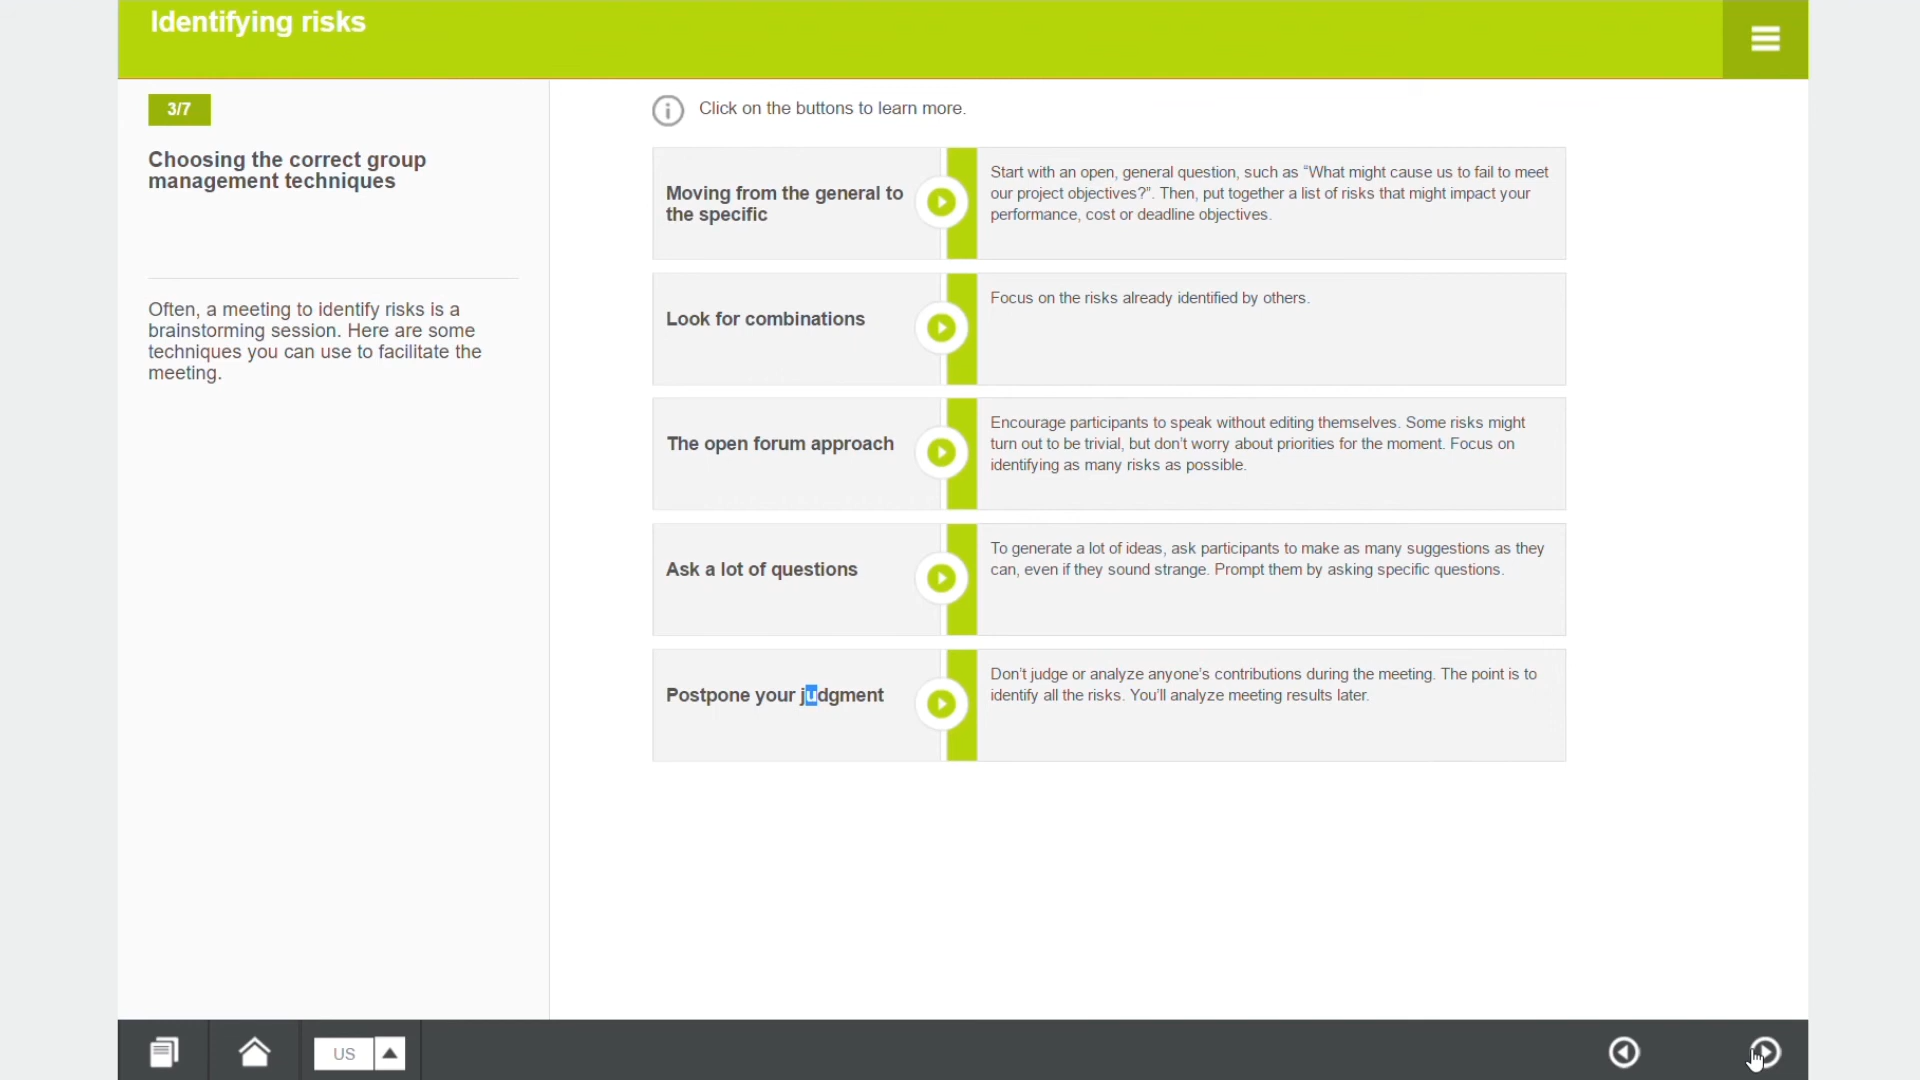 Identifying risks
3/7
Choosing the correct group
management techniques
Often, a meeting to identify risks is a
brainstorming session. Here are some
techniques you can use to facilitate the
meeting.
Click on the buttons to learn more.
Moving from the general to
the specific
Start with an open, general question, such as “What might cause us to fail to meet
our project objectives?”. Then, put together a list of risks that might impact your
performance, cost or deadline objectives.
Look for combinations
Focus on the risks already identified by others.
The open forum approach
Encourage participants to speak without editing themselves. Some risks might
turn out to be trivial, but don’t worry about priorities for the moment. Focus on
identifying as many risks as possible.
Ask a lot of questions
To generate a lot of ideas, ask participants to make as many suggestions as they
can, even if they sound strange. Prompt them by asking specific questions.
Postpone your judgment
Don’t judge or analyze anyone’s contributions during the meeting. The point is to
identify all the risks. You’ll analyze meeting results later.
US